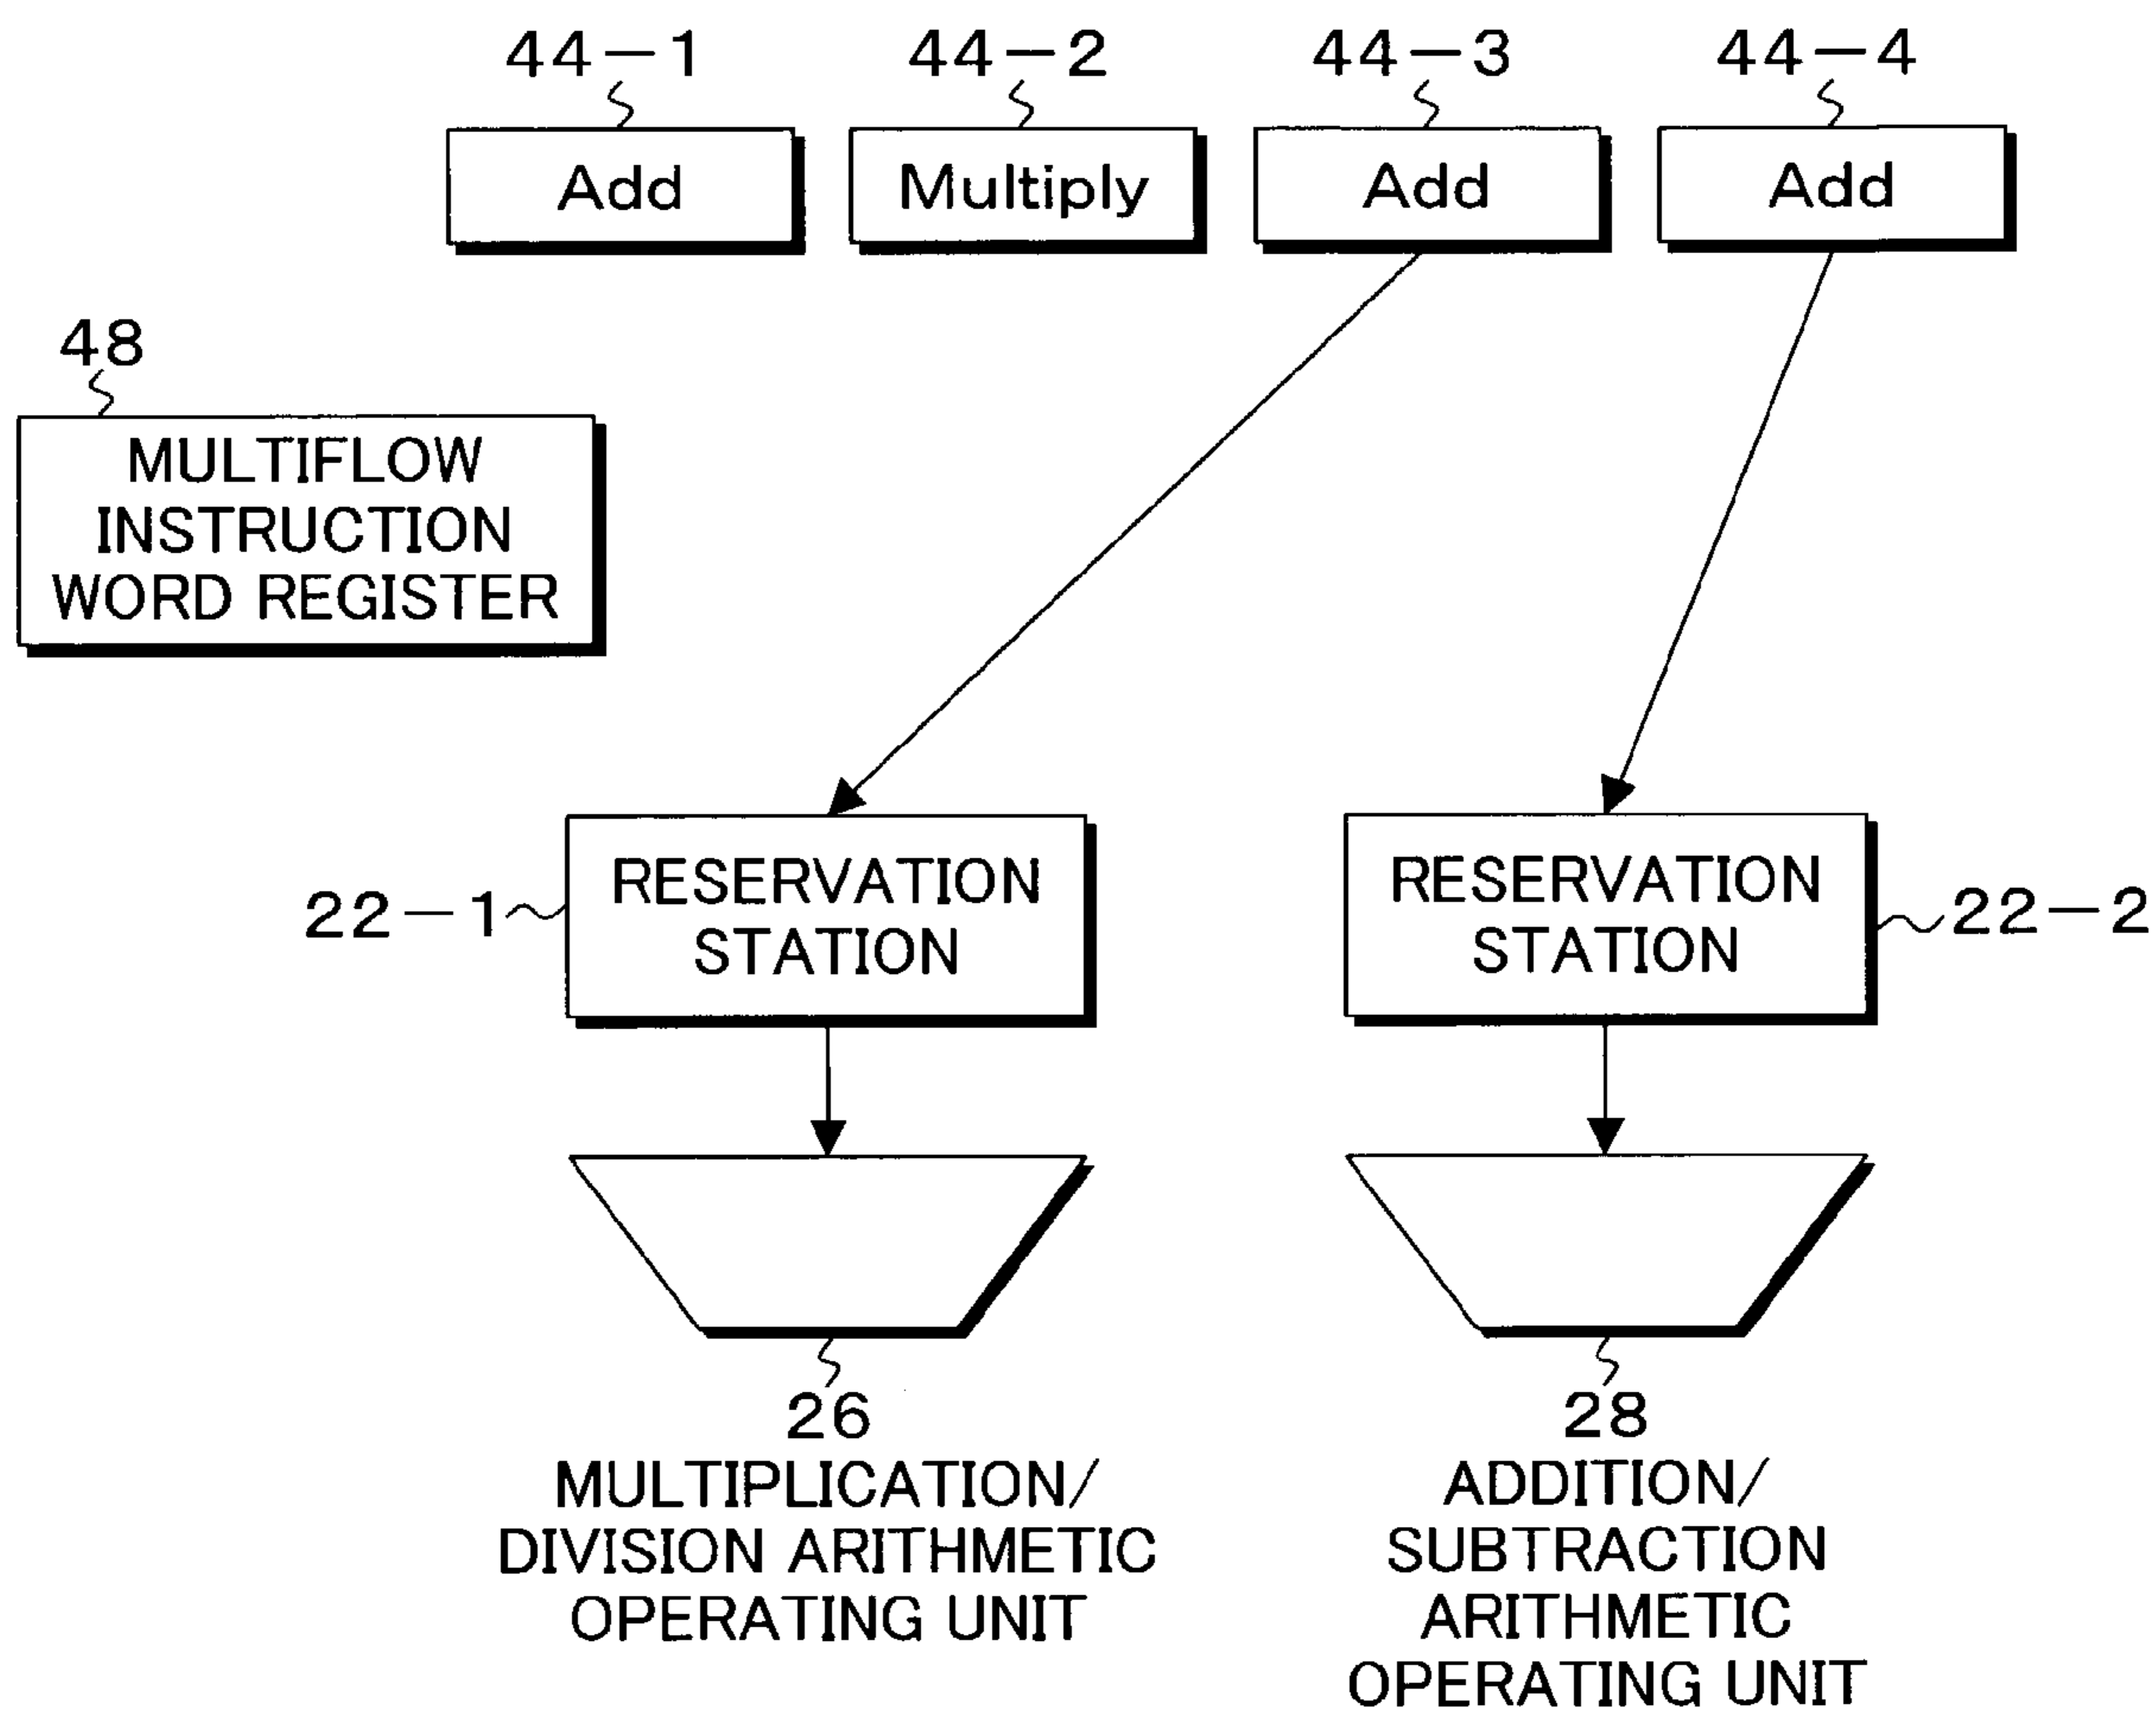 44-1 44-2 44-3 44-4
Add Multiply Add Add
48
MULTIFLOW
INSTRUCTION
WORD REGISTER
RESERVATION
STATION
22-1
RESERVATION
STATION
22-2
26
MULTIPLICATION/
DIVISION ARITHMETIC
OPERATING UNIT
28
ADDITION/
SUBTRACTION
ARITHMETIC
OPERATING UNIT